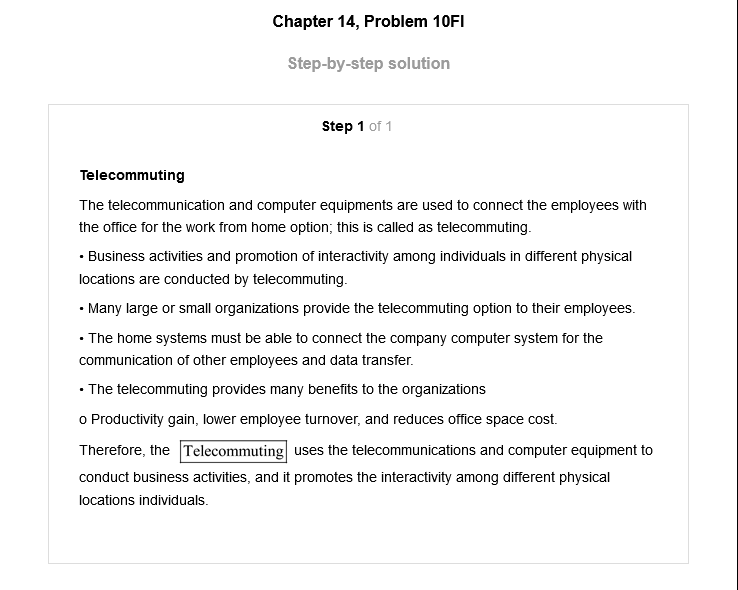 Chapter 14, Problem 10FI
Step-by-step solution
Step 1 of 1
Telecommuting
The telecommunication and computer equipments are used to connect the employees with
the office for the work from home option; this is called as telecommuting.
• Business activities and promotion of interactivity among individuals in different physical
locations are conducted by telecommuting.
• Many large or small organizations provide the telecommuting option to their employees.
• The home systems must be able to connect the company computer system for the
communication of other employees and data transfer.
• The telecommuting provides many benefits to the organizations
o Productivity gain, lower employee turnover, and reduces office space cost.
Therefore, the Telecommuting uses the telecommunications and computer equipment to
conduct business activities, and it promotes the interactivity among different physical
locations individuals.